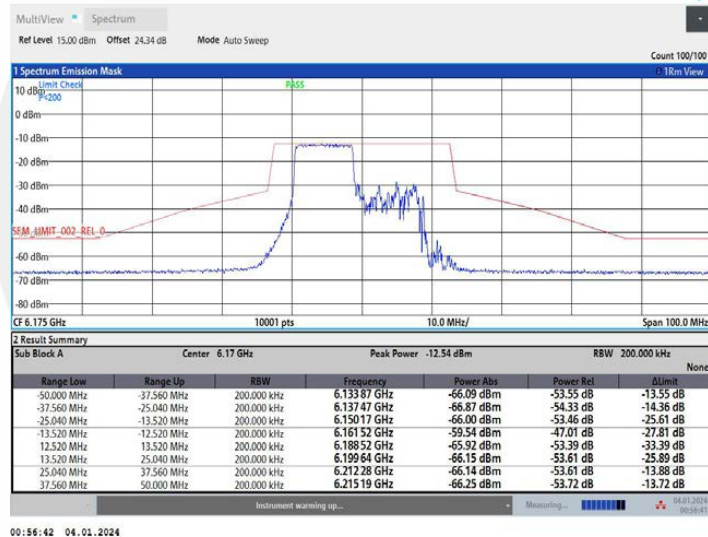 MultiView Spectrum
Ref Level 15.00 dBm Offset 24.34 dB Mode Auto Sweep
Count 100/100
1 Spectrum Emission Mask 1Rm View
Limit Check PASS
10 dBm
P<200
0 dBm
-10 dBm
-20 dBm
-30 dBm
-40 dBm
SEM_LIMIT_002_REL_0
-60 dBm
-70 dBm
-80 dBm
CF 6.175 GHz 10001 pts 10.0 MHz/ Span 100.0 MHz
2 Result Summary
Sub Block A Center 6.17 GHz Peak Power -12.54 dBm RBW 200.000 kHz
None
Range Low Range Up RBW Frequency Power Abs Power Rel ΔLimit
-50.000 MHz -37.560 MHz 200.000 kHz 6.133 87 GHz -66.09 dBm -53.55 dB -13.55 dB
-37.560 MHz -25.040 MHz 200.000 kHz 6.137 47 GHz -66.87 dBm -54.33 dB -14.36 dB
-25.040 MHz -13.520 MHz 200.000 kHz 6.150 17 GHz -66.00 dBm -53.46 dB -25.61 dB
-13.520 MHz -12.520 MHz 200.000 kHz 6.161 52 GHz -59.54 dBm -47.01 dB -27.81 dB
12.520 MHz 13.520 MHz 200.000 kHz 6.188 52 GHz -65.92 dBm -53.39 dB -33.39 dB
13.520 MHz 25.040 MHz 200.000 kHz 6.199 64 GHz -66.15 dBm -53.61 dB -25.89 dB
25.040 MHz 37.560 MHz 200.000 kHz 6.212 28 GHz -66.14 dBm -53.61 dB -13.88 dB
37.560 MHz 50.000 MHz 200.000 kHz 6.215 19 GHz -66.25 dBm -53.72 dB -13.72 dB
Instrument warming up... Measuring... 04.01.2024
00:56:41
00:56:42 04.01.2024